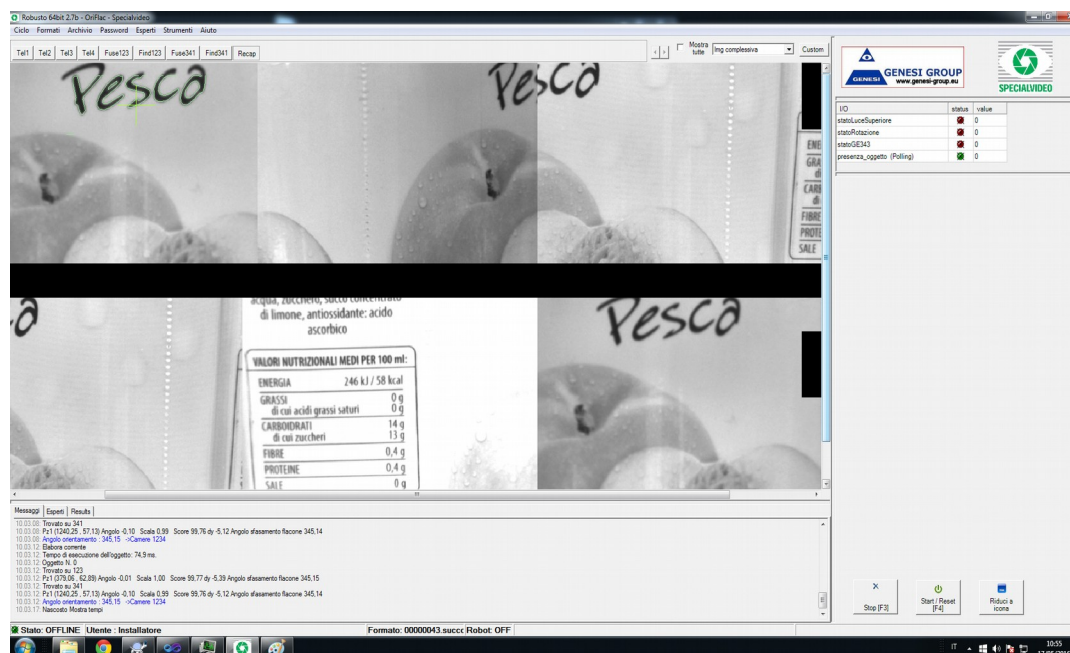 Robusto 64bit 2.7b - OriFlac - Specialvideo
Ciclo Formati Archivio Password Esperti Strumenti Aiuto
Tel1 Tel2 Tel3 Tel4 Fuse123 Find123 Fuse341 Find341 Recap
Mostra tutte
Img complessiva
Custom
Pesca
Pesca
ENE
GRA
di
CARB
di
FIBRE
PROTE
SALE
acqua, zucchero, succo concentrato
di limone, antiossidante: acido
ascorbico
VALORI NUTRIZIONALI MEDI PER 100 ml:
ENERGIA 246 kJ / 58 kcal
GRASSI 0 g
di cui acidi grassi saturi 0 g
CARBOIDRATI 14 g
di cui zuccheri 13 g
FIBRE 0,4 g
PROTEINE 0,4 g
SALE 0 g
Pesca
GENESI
GENESI GROUP
www.genesi-group.eu
SPECIALVIDEO
I/O status value
statoLuceSuperiore 0
statoRotazione 0
statoGE343 0
presenza_oggetto (Polling) 0
Messaggi Esperti Results
10.03.08: Trovato su 341
10.03.08: Pz1 (1240,25 , 57,13) Angolo -0,10 Scala 0,99 Score 99,76 dy -5,12 Angolo sfasamento flacone 345,14
10.03.08: Angolo orientamento : 345,15 ->Camere 1234
10.03.12: Elabora corrente
10.03.12: Tempo di esecuzione dell'oggetto: 74,9 ms.
10.03.12: Oggetto N. 0
10.03.12: Trovato su 123
10.03.12: Pz1 (379,06 , 62,89) Angolo -0,01 Scala 1,00 Score 99,77 dy -5,39 Angolo sfasamento flacone 345,15
10.03.12: Trovato su 341
10.03.12: Pz1 (1240,25 , 57,13) Angolo -0,10 Scala 0,99 Score 99,76 dy -5,12 Angolo sfasamento flacone 345,14
10.03.12: Angolo orientamento : 345,15 ->Camere 1234
10.03.17: Nascosto Mostra tempi
Stop [F3]
Start / Reset
[F4]
Riduci a
icona
Stato: OFFLINE Utente : Installatore Formato: 00000043.succ Robot: OFF
IT
10:55